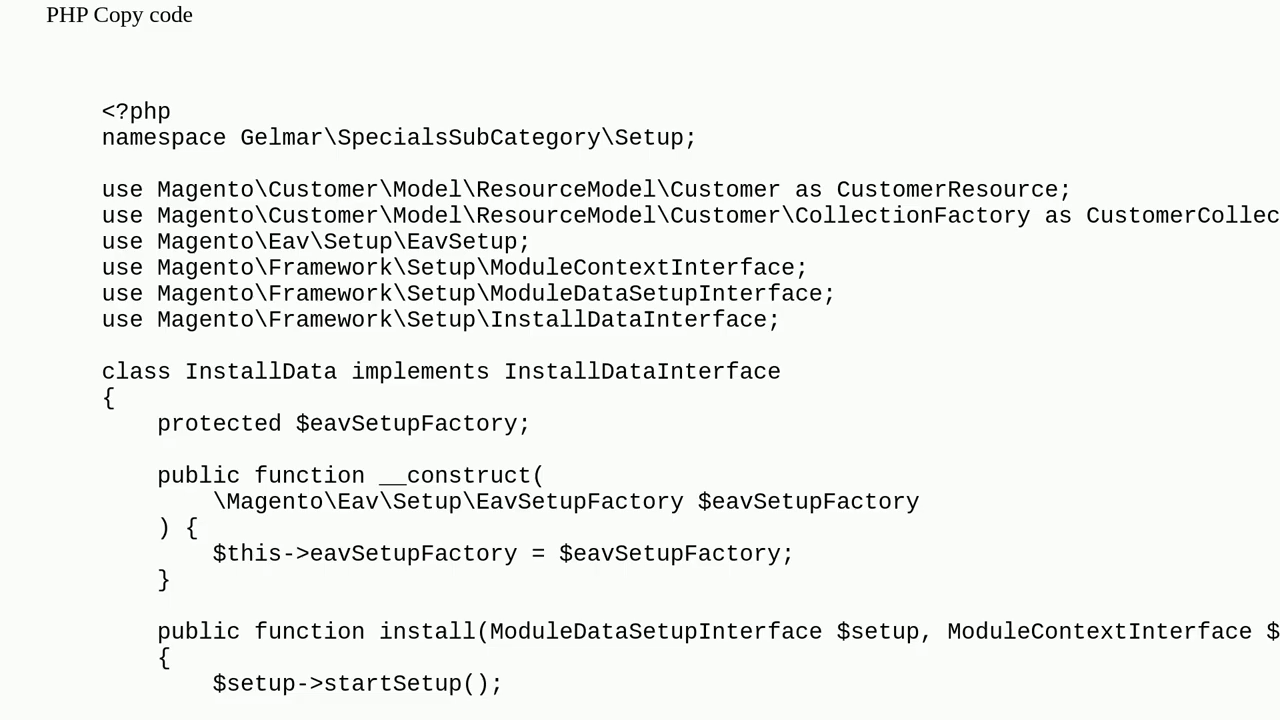 PHP Copy code
<?php
namespace Gelmar\SpecialsSubCategory\Setup;
use Magento\Customer\Model\ResourceModel\Customer as CustomerResource;
use Magento\Customer\Model\ResourceModel\Customer\CollectionFactory as CustomerCollec
use Magento\Eav\Setup\EavSetup;
use Magento\Framework\Setup\ModuleContextInterface;
use Magento\Framework\Setup\ModuleDataSetupInterface;
use Magento\Framework\Setup\InstallDataInterface;
class InstallData implements InstallDataInterface
{
    protected $eavSetupFactory;
    public function __construct(
        \Magento\Eav\Setup\EavSetupFactory $eavSetupFactory
    ) {
        $this->eavSetupFactory = $eavSetupFactory;
    }
    public function install(ModuleDataSetupInterface $setup, ModuleContextInterface $
    {
        $setup->startSetup();